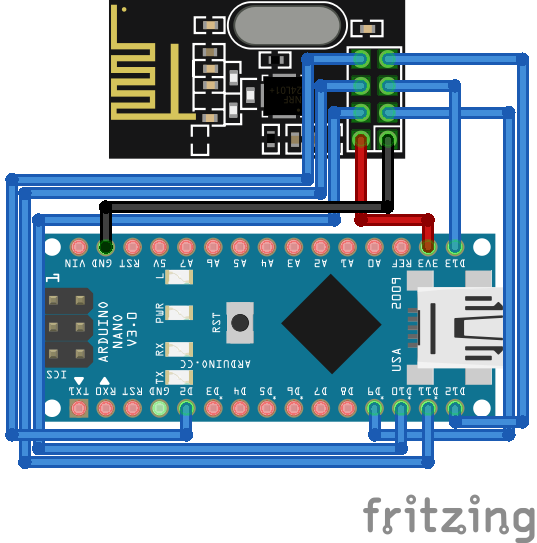 NRF
24L01+
VIN GND RST 5V A7 A6 A5 A4 A3 A2 A1 A0 REF 3V3 D13
1
L
PWR
RX
TX
ARDUINO
NANO
V3.0
RST
ARDUINO.CC
2009
USA
TX1 RX0 RST GND D2 D3 D4 D5 D6 D7 D8 D9 D10 D11 D12
fritzing